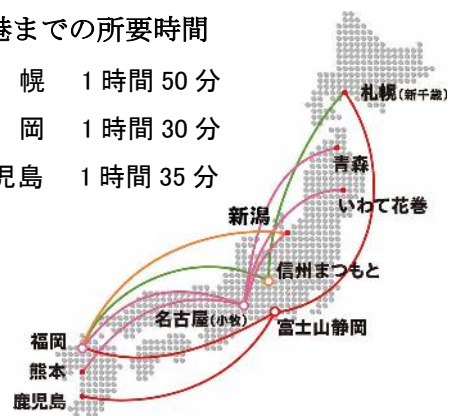 港までの所要時間
幌 1時間50分
岡 1時間30分
児島 1時間35分
札幌(新千歳)
青森
いわて花巻
新潟
信州まつもと
名古屋(小牧)
富士山静岡
福岡
熊本
鹿児島